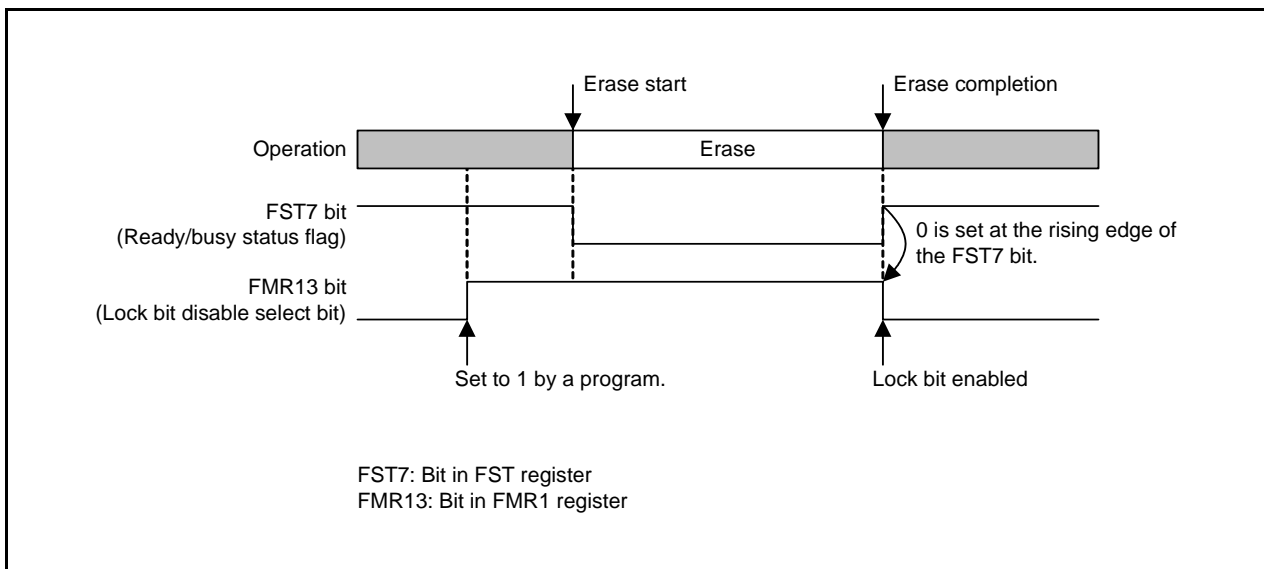 Erase start
Erase completion
Operation
Erase
FST7 bit
(Ready/busy status flag)
0 is set at the rising edge of
the FST7 bit.
FMR13 bit
(Lock bit disable select bit)
Set to 1 by a program.
Lock bit enabled
FST7: Bit in FST register
FMR13: Bit in FMR1 register